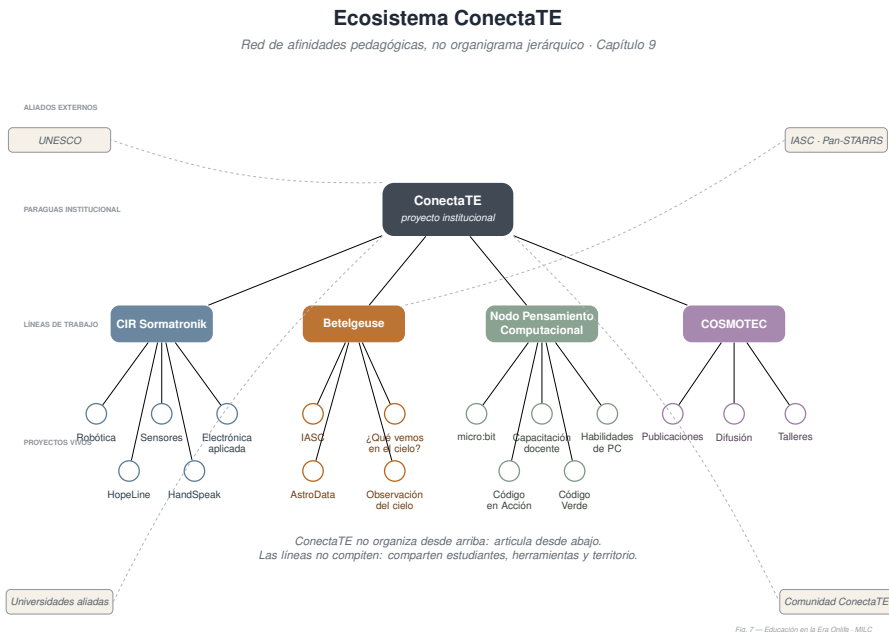 Ecosistema ConectaTE
Red de afinidades pedagógicas, no organigrama jerárquico · Capítulo 9
ALIADOS EXTERNOS
UNESCO
IASC · Pan-STARRS
PARAGUAS INSTITUCIONAL
ConectaTE
proyecto institucional
LÍNEAS DE TRABAJO
CIR Sormatronik
Betelgeuse
Nodo Pensamiento
Computacional
COSMOTEC
PROYECTOS VIVOS
Robótica
Sensores
Electrónica
aplicada
IASC
¿Qué vemos
en el cielo?
micro:bit
Capacitación
docente
Habilidades
de PC
Publicaciones
Difusión
Talleres
HopeLine
HandSpeak
AstroData
Observación
del cielo
Código
en Acción
Código
Verde
ConectaTE no organiza desde arriba: articula desde abajo.
Las líneas no compiten: comparten estudiantes, herramientas y territorio.
Universidades aliadas
Comunidad ConectaTE
Fig. 7 — Educación en la Era Onlife · MILC